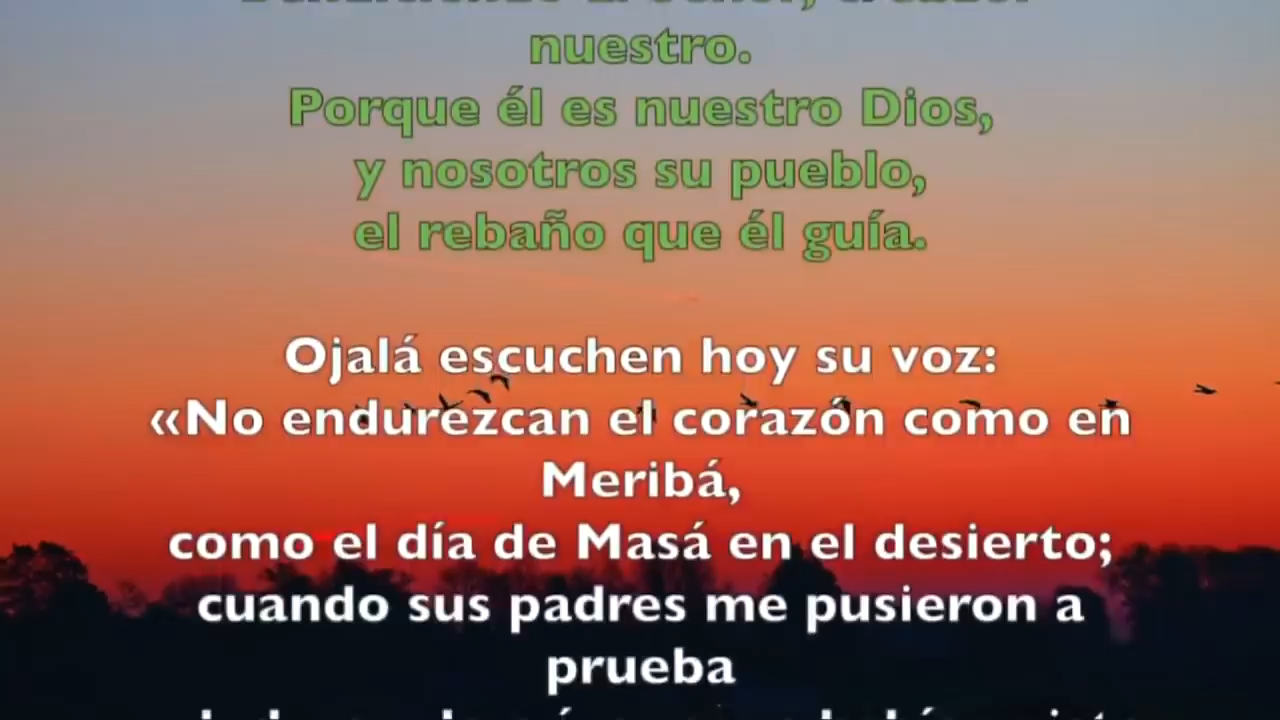 nuestro.
Porque él es nuestro Dios,
y nosotros su pueblo,
el rebaño que él guía.
Ojalá escuchen hoy su voz:
«No endurezcan el corazón como en
Meribá,
como el día de Masá en el desierto;
cuando sus padres me pusieron a
prueba